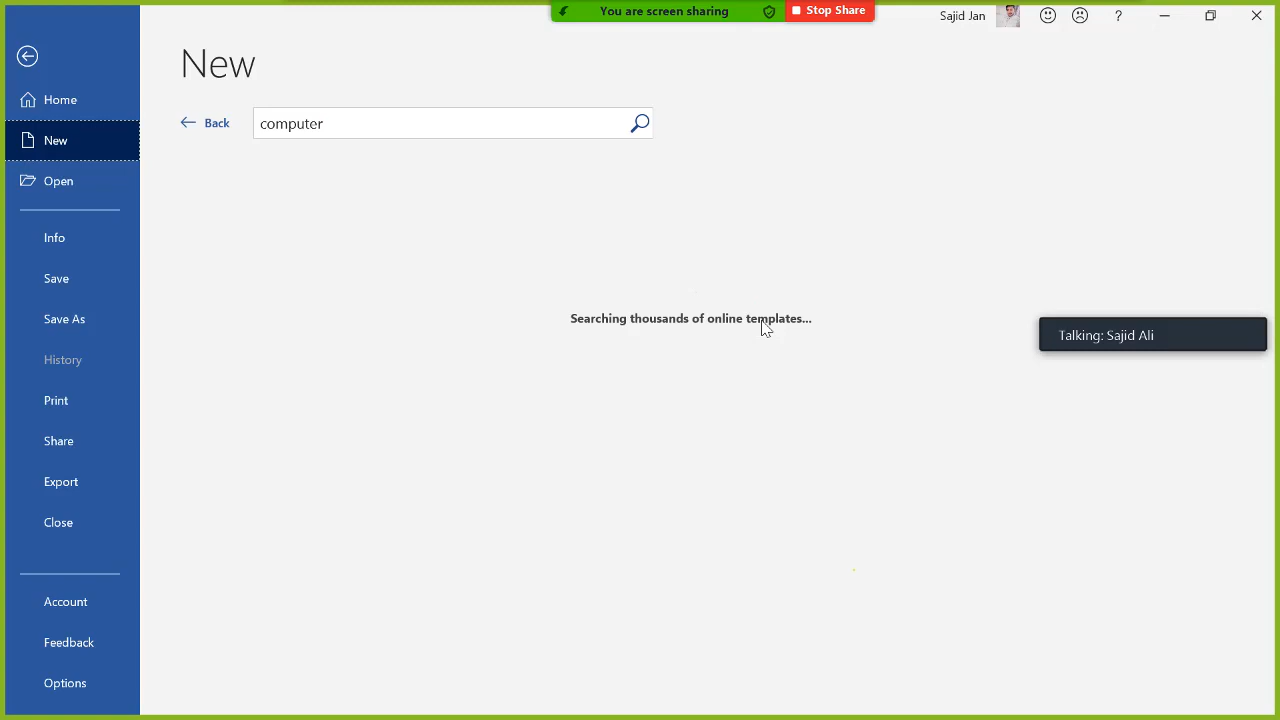 You are screen sharing
Stop Share
Sajid Jan
?
New
Home
Back
computer
New
Open
Info
Save
Searching thousands of online templates...
Save As
Talking: Sajid Ali
History
Print
Share
Export
Close
Account
Feedback
Options